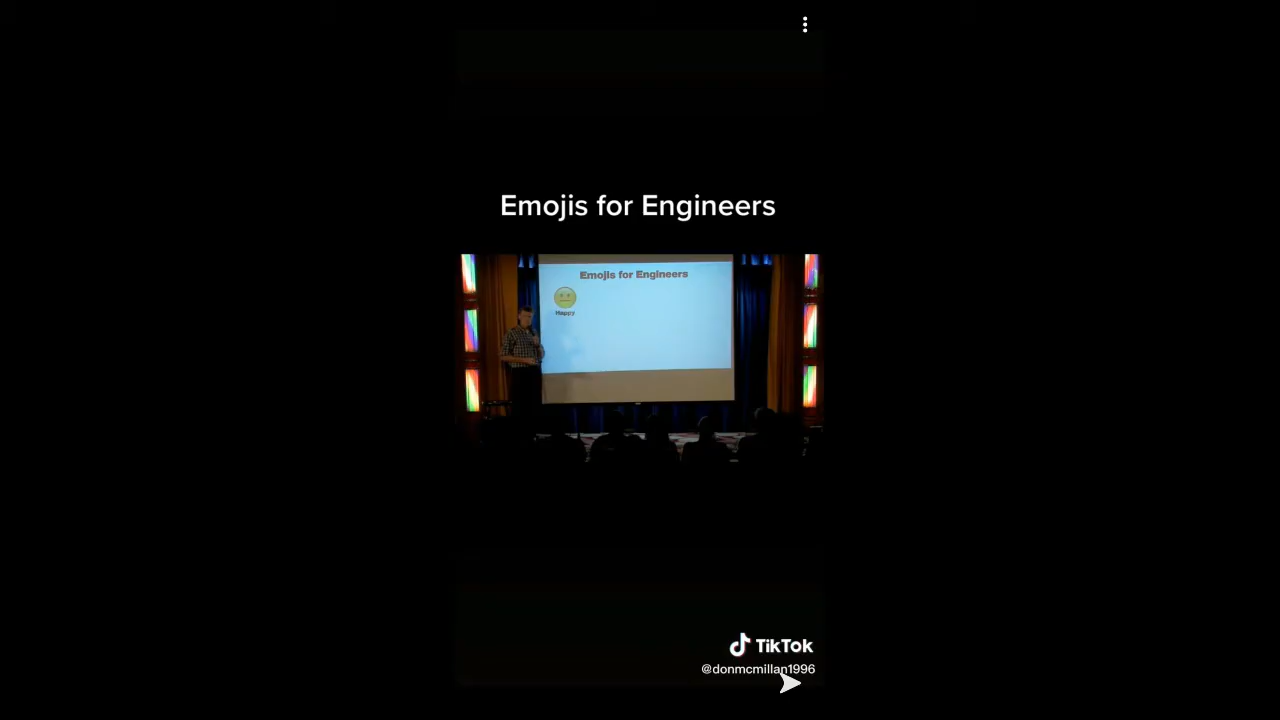 Emojis for Engineers
Emojis for Engineers
Happy
TikTok
@donmcmillan1996